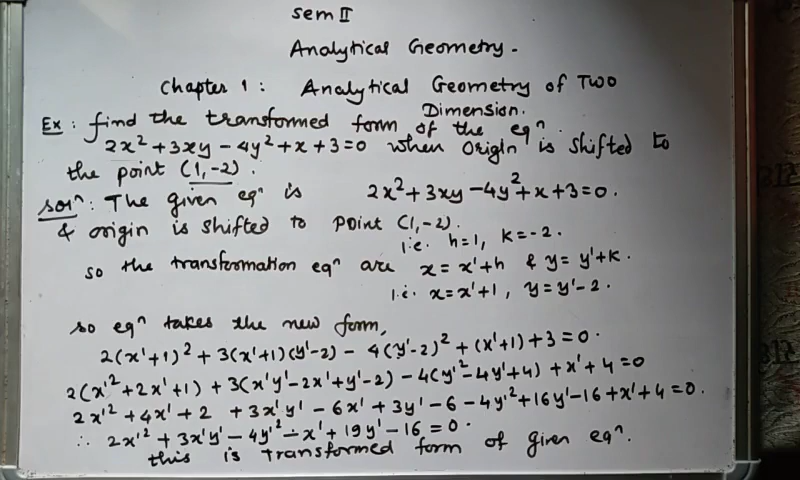 sem II
Analytical Geometry -
Chapter 1 : Analytical Geometry of Two
Dimension.
Ex : find the transformed form of the eqⁿ.
2x² + 3xy - 4y² + x + 3 = 0 when origin is shifted to
the point (1, -2).
solⁿ : The given eqⁿ is 2x² + 3xy - 4y² + x + 3 = 0.
& origin is shifted to point (1, -2).
i.e. h = 1, k = -2.
so the transformation eqⁿ are x = x' + h & y = y' + k.
i.e. x = x' + 1, y = y' - 2.
so eqⁿ takes the new form,
2(x' + 1)² + 3(x' + 1)(y' - 2) - 4(y' - 2)² + (x' + 1) + 3 = 0.
2(x'² + 2x' + 1) + 3(x'y' - 2x' + y' - 2) - 4(y'² - 4y' + 4) + x' + 4 = 0
2x'² + 4x' + 2 + 3x'y' - 6x' + 3y' - 6 - 4y'² + 16y' - 16 + x' + 4 = 0.
∴ 2x'² + 3x'y' - 4y'² - x' + 19y' - 16 = 0.
this is transformed form of given eqⁿ.